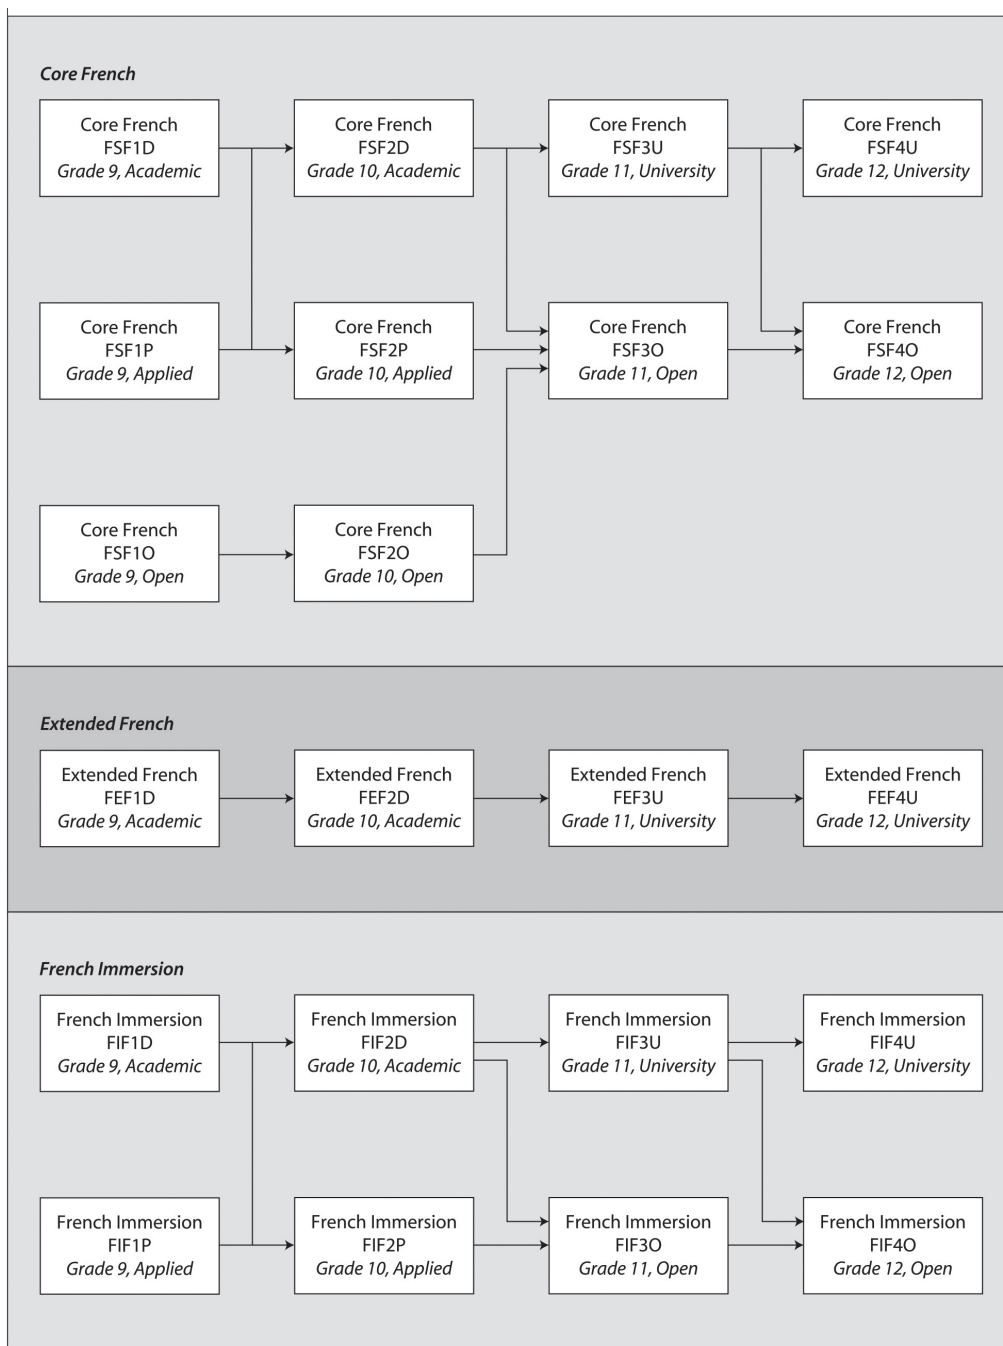 Core French
Core French
FSF1D
Grade 9, Academic
Core French
FSF2D
Grade 10, Academic
Core French
FSF3U
Grade 11, University
Core French
FSF4U
Grade 12, University
Core French
FSF1P
Grade 9, Applied
Core French
FSF2P
Grade 10, Applied
Core French
FSF3O
Grade 11, Open
Core French
FSF4O
Grade 12, Open
Core French
FSF1O
Grade 9, Open
Core French
FSF2O
Grade 10, Open
Extended French
Extended French
FEF1D
Grade 9, Academic
Extended French
FEF2D
Grade 10, Academic
Extended French
FEF3U
Grade 11, University
Extended French
FEF4U
Grade 12, University
French Immersion
French Immersion
FIF1D
Grade 9, Academic
French Immersion
FIF2D
Grade 10, Academic
French Immersion
FIF3U
Grade 11, University
French Immersion
FIF4U
Grade 12, University
French Immersion
FIF1P
Grade 9, Applied
French Immersion
FIF2P
Grade 10, Applied
French Immersion
FIF3O
Grade 11, Open
French Immersion
FIF4O
Grade 12, Open